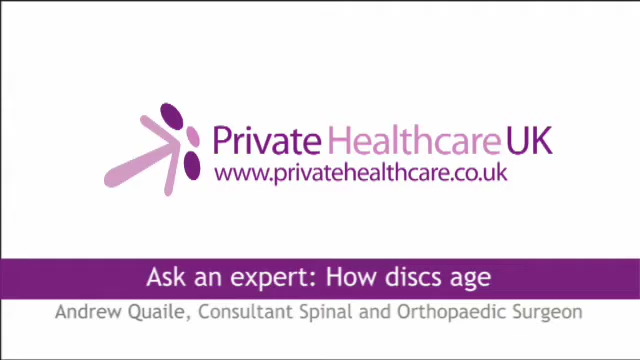 Private Healthcare UK
www.privatehealthcare.co.uk
Ask an expert: How discs age
Andrew Quaile, Consultant Spinal and Orthopaedic Surgeon